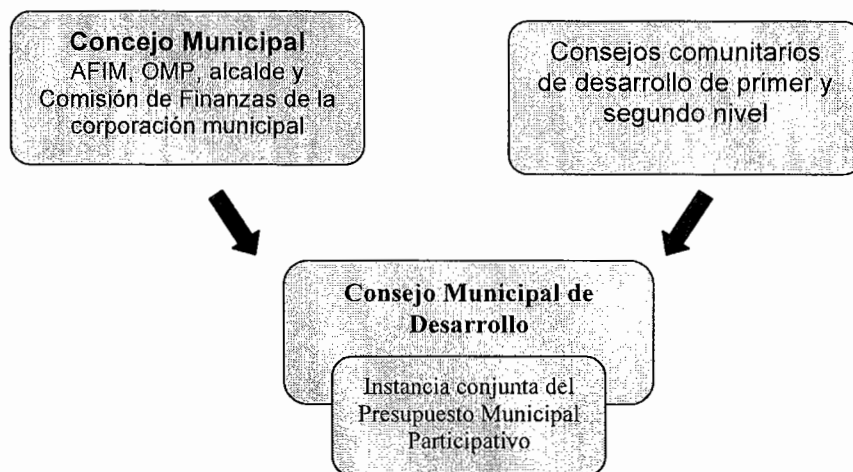 Concejo Municipal
AFIM, OMP, alcalde y
Comisión de Finanzas de la
corporación municipal
Consejos comunitarios
de desarrollo de primer y
segundo nivel
Consejo Municipal de
Desarrollo
Instancia conjunta del
Presupuesto Municipal
Participativo